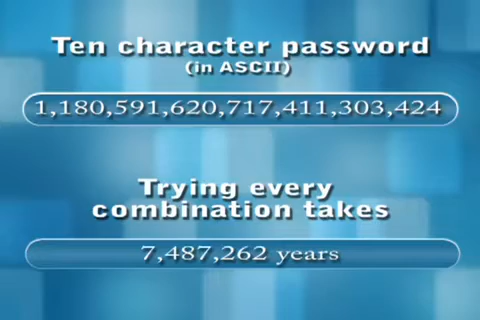 Ten character password
(in ASCII)
1,180,591,620,717,411,303,424
Trying every
combination takes
7,487,262 years